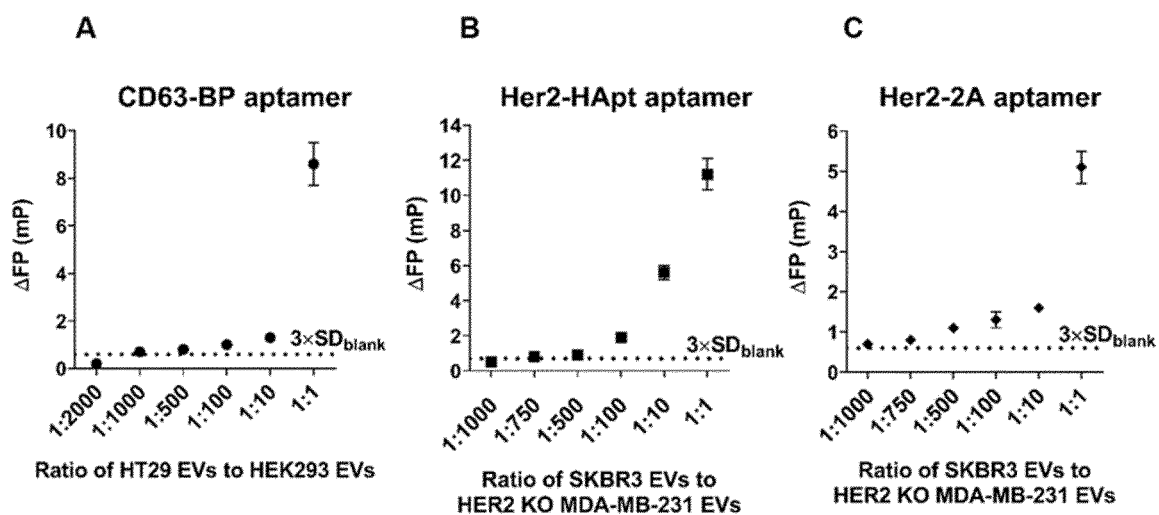 A
CD63-BP aptamer
ΔFP (mP)
10
8
6
4
2
0
3×SDblank
1:2000
1:1000
1:500
1:100
1:10
1:1
Ratio of HT29 EVs to HEK293 EVs
B
Her2-HApt aptamer
ΔFP (mP)
14
12
10
8
6
4
2
0
3×SDblank
1:1000
1:750
1:500
1:100
1:10
1:1
Ratio of SKBR3 EVs to
HER2 KO MDA-MB-231 EVs
C
Her2-2A aptamer
ΔFP (mP)
6
5
4
3
2
1
0
3×SDblank
1:1000
1:750
1:500
1:100
1:10
1:1
Ratio of SKBR3 EVs to
HER2 KO MDA-MB-231 EVs